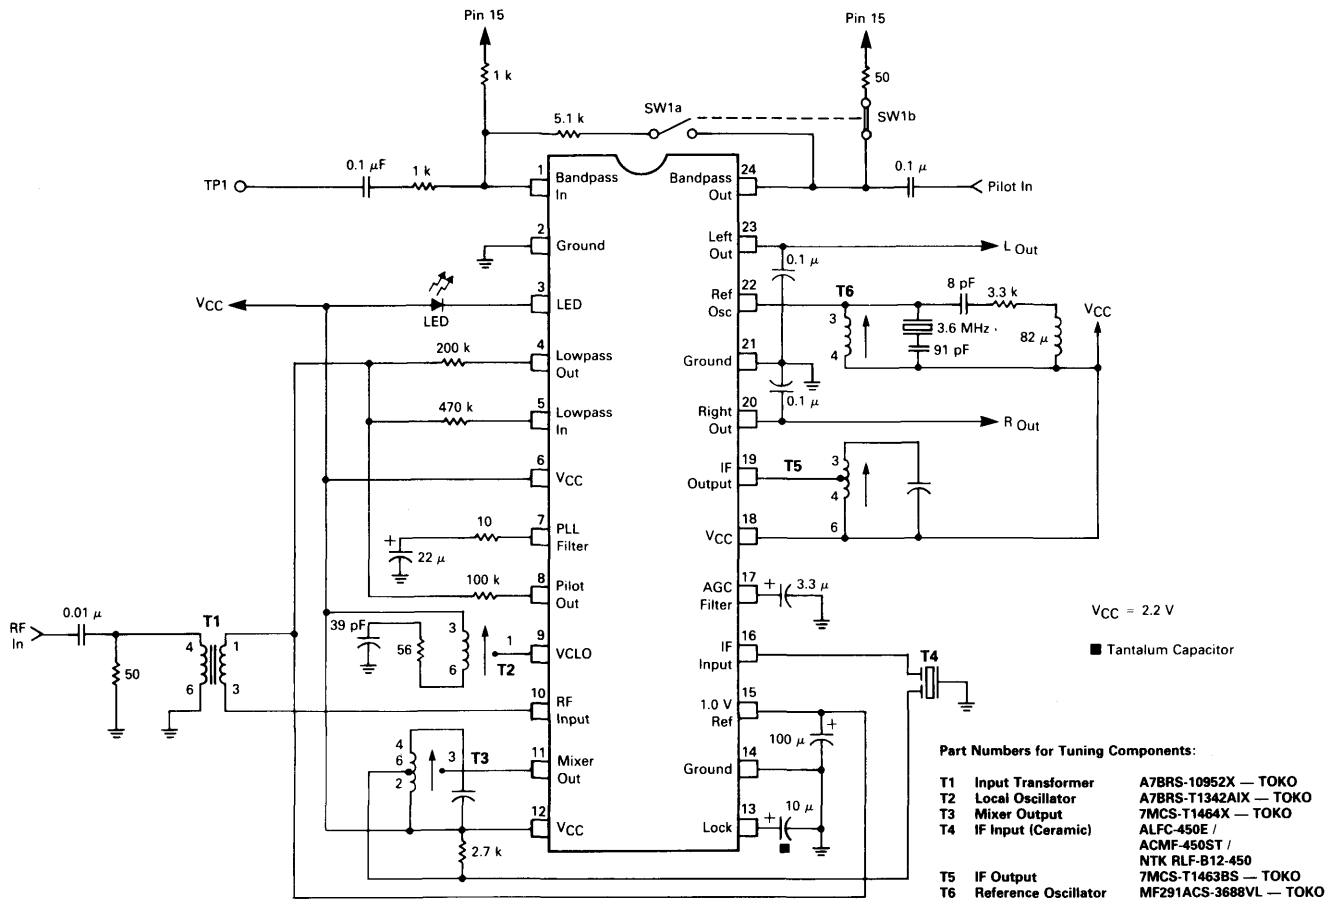 Pin 15
1 k
Pin 15
50
SW1b
5.1 k
SW1a
TP1
0.1 μF
1 k
0.1 μ
Pilot In
1
Bandpass
In
2
Ground
3
LED
4
Lowpass
Out
5
Lowpass
In
6
VCC
7
PLL
Filter
8
Pilot
Out
9
VCLO
10
RF
Input
11
Mixer
Out
12
VCC
24
Bandpass
Out
23
Left
Out
22
Ref
Osc
21
Ground
20
Right
Out
19
IF
Output
18
VCC
17
AGC
Filter
16
IF
Input
15
1.0 V
Ref
14
Ground
13
Lock
VCC
LED
200 k
470 k
10
+
22 μ
100 k
39 pF
56
3
6
1
T2
RF
In
0.01 μ
50
T1
4
6
1
3
4
6
2
3
T3
2.7 k
L Out
0.1 μ
0.1 μ
R Out
T6
3
4
8 pF
3.3 k
3.6 MHz
91 pF
82 μ
VCC
T5
3
4
6
+
3.3 μ
T4
+
100 μ
+
10 μ
VCC = 2.2 V
■ Tantalum Capacitor
Part Numbers for Tuning Components:
T1 Input Transformer A7BRS-10952X — TOKO
T2 Local Oscillator A7BRS-T1342AIX — TOKO
T3 Mixer Output 7MCS-T1464X — TOKO
T4 IF Input (Ceramic) ALFC-450E /
ACMF-450ST /
NTK RLF-B12-450
T5 IF Output 7MCS-T1463BS — TOKO
T6 Reference Oscillator MF291ACS-3688VL — TOKO